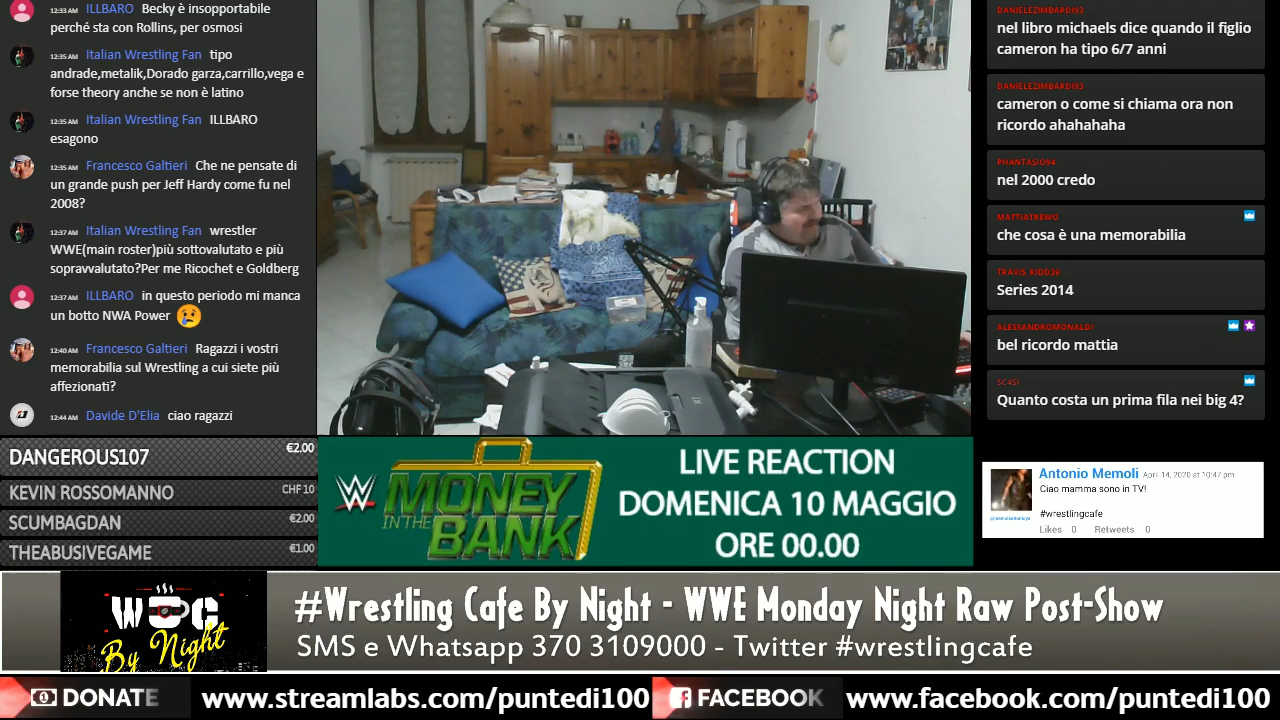 12:33 AM ILLBARO Becky è insopportabile
perché sta con Rollins, per osmosi
12:35 AM Italian Wrestling Fan tipo
andrade,metalik,Dorado garza,carrillo,vega e
forse theory anche se non è latino
12:35 AM Italian Wrestling Fan ILLBARO
esagono
12:35 AM Francesco Galtieri Che ne pensate di
un grande push per Jeff Hardy come fu nel
2008?
12:37 AM Italian Wrestling Fan wrestler
WWE(main roster)più sottovalutato e più
sopravvalutato?Per me Ricochet e Goldberg
12:37 AM ILLBARO in questo periodo mi manca
un botto NWA Power 😢
12:40 AM Francesco Galtieri Ragazzi i vostri
memorabilia sul Wrestling a cui siete più
affezionati?
12:44 AM Davide D'Elia ciao ragazzi
DANGEROUS107 €2.00
KEVIN ROSSOMANNO CHF 10
SCUMBAGDAN €2.00
THEABUSIVEGAME €1.00
DANIELEZIMBARDI93
nel libro michaels dice quando il figlio
cameron ha tipo 6/7 anni
DANIELEZIMBARDI93
cameron o come si chiama ora non
ricordo ahahahaha
PHANTASIO94
nel 2000 credo
MATTIATREWO
che cosa è una memorabilia
TRAVIS_KIDD39
Series 2014
ALESSANDROMONALDI
bel ricordo mattia
SC4SI
Quanto costa un prima fila nei big 4?
W
MONEY
IN THE
BANK
LIVE REACTION
DOMENICA 10 MAGGIO
ORE 00.00
Antonio Memoli April 14, 2020 at 10:47 pm
Ciao mamma sono in TV!
#wrestlingcafe
Likes 0 Retweets 0
WC
By Night
#Wrestling Cafe By Night - WWE Monday Night Raw Post-Show
SMS e Whatsapp 370 3109000 - Twitter #wrestlingcafe
DONATE www.streamlabs.com/puntedi100 FACEBOOK www.facebook.com/puntedi100